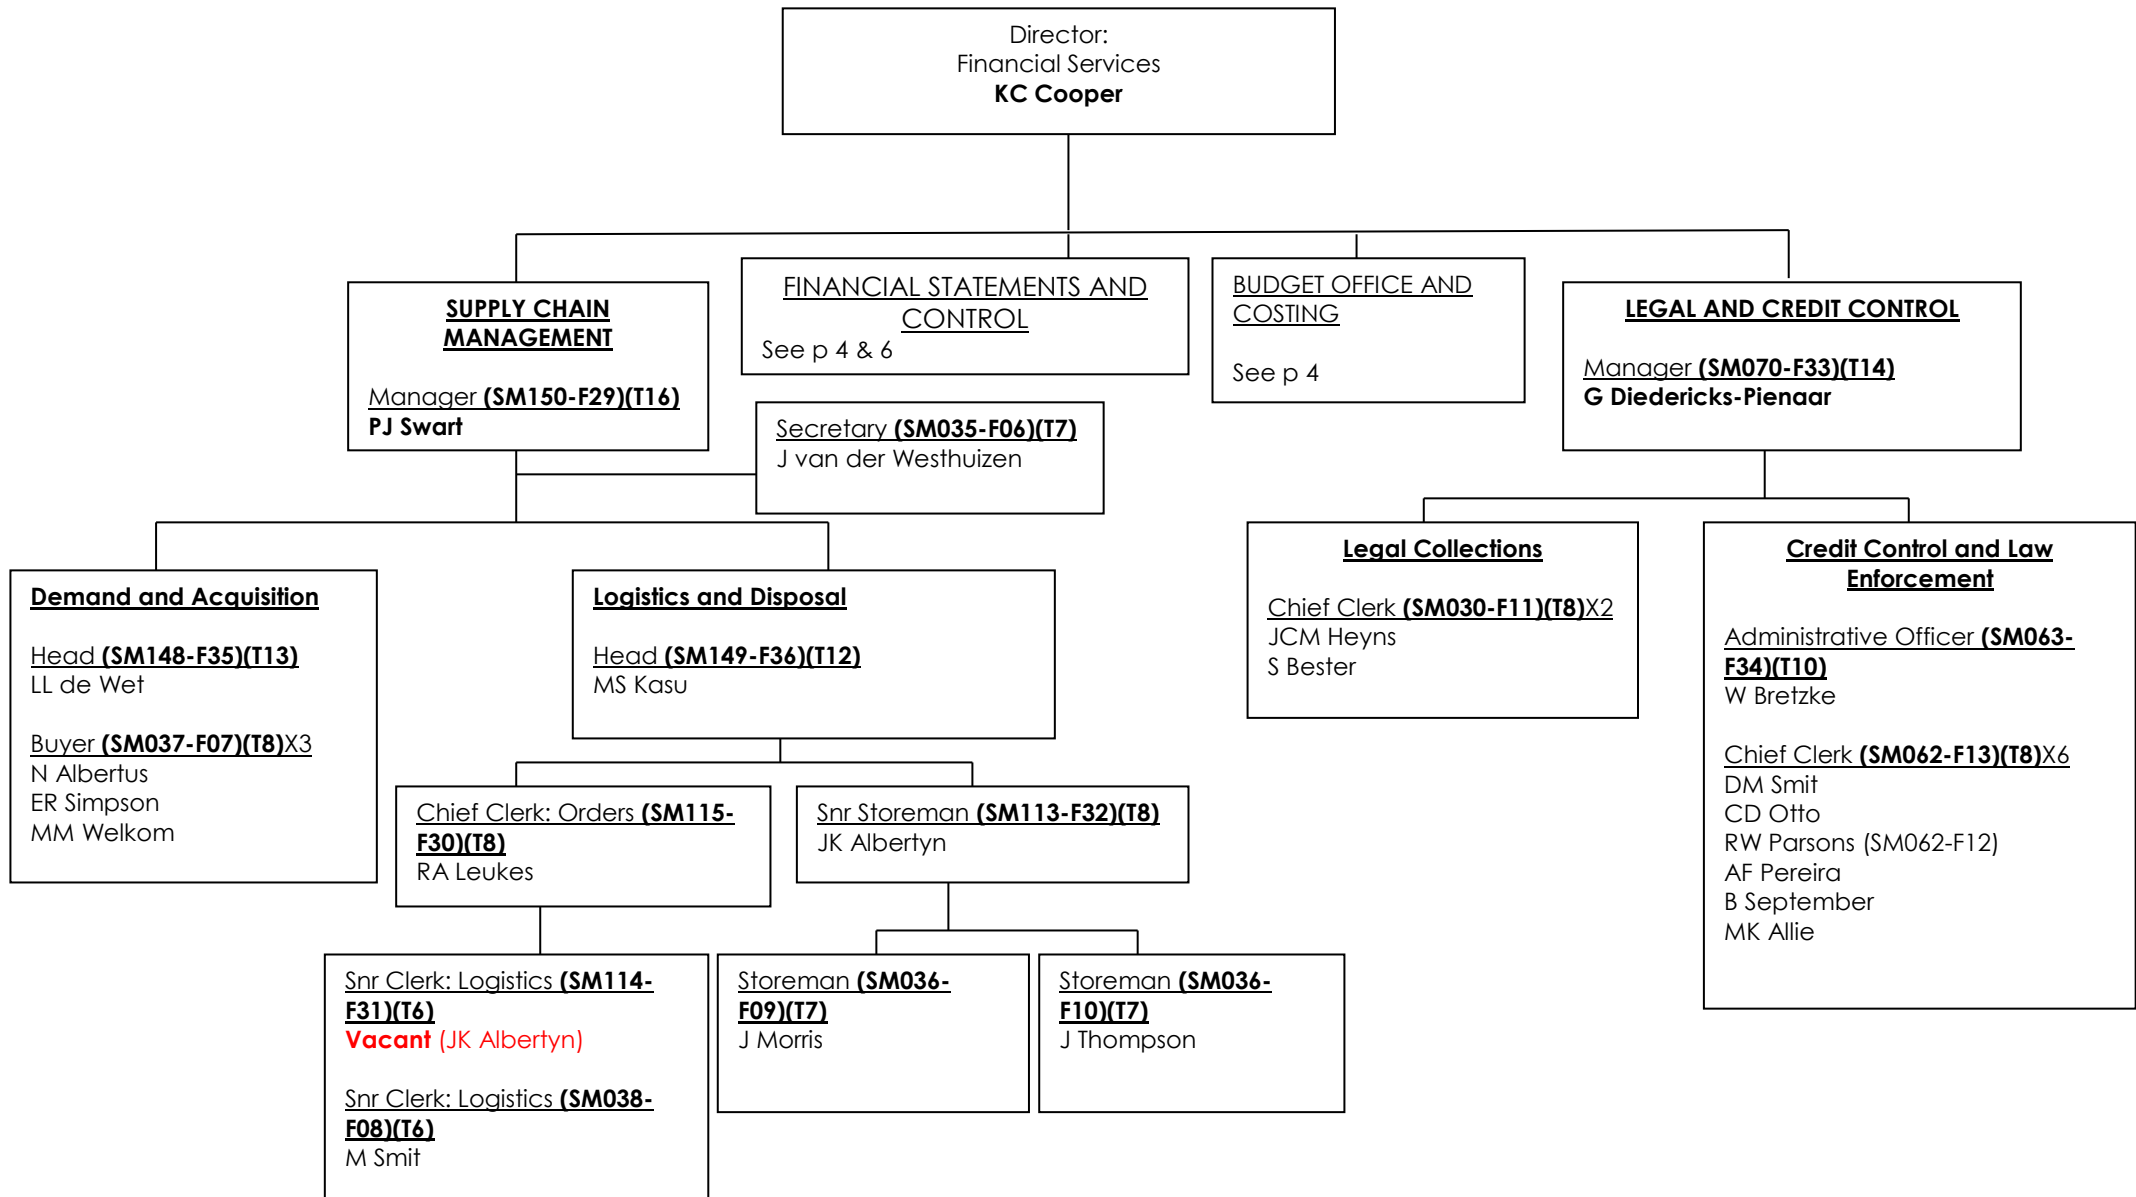 Director:
Financial Services
KC Cooper
SUPPLY CHAIN
MANAGEMENT
Manager (SM150-F29)(T16)
PJ Swart
FINANCIAL STATEMENTS AND
CONTROL
See p 4 & 6
BUDGET OFFICE AND
COSTING
See p 4
LEGAL AND CREDIT CONTROL
Manager (SM070-F33)(T14)
G Diedericks-Pienaar
Secretary (SM035-F06)(T7)
J van der Westhuizen
Demand and Acquisition
Head (SM148-F35)(T13)
LL de Wet
Buyer (SM037-F07)(T8)X3
N Albertus
ER Simpson
MM Welkom
Logistics and Disposal
Head (SM149-F36)(T12)
MS Kasu
Legal Collections
Chief Clerk (SM030-F11)(T8)X2
JCM Heyns
S Bester
Credit Control and Law
Enforcement
Administrative Officer (SM063-
F34)(T10)
W Bretzke
Chief Clerk (SM062-F13)(T8)X6
DM Smit
CD Otto
RW Parsons (SM062-F12)
AF Pereira
B September
MK Allie
Chief Clerk: Orders (SM115-
F30)(T8)
RA Leukes
Snr Storeman (SM113-F32)(T8)
JK Albertyn
Snr Clerk: Logistics (SM114-
F31)(T6)
Vacant (JK Albertyn)
Snr Clerk: Logistics (SM038-
F08)(T6)
M Smit
Storeman (SM036-
F09)(T7)
J Morris
Storeman (SM036-
F10)(T7)
J Thompson